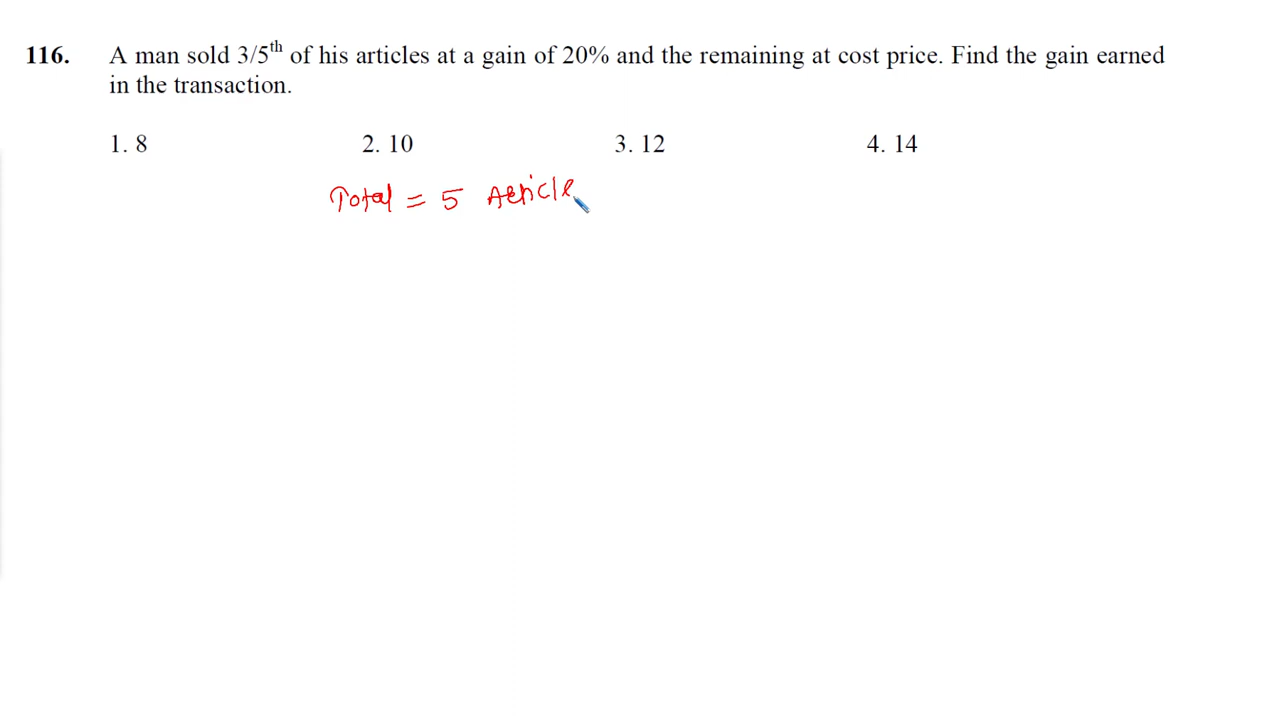 116. A man sold 3/5th of his articles at a gain of 20% and the remaining at cost price. Find the gain earned
in the transaction.
1. 8 2. 10 3. 12 4. 14
Total = 5 Article